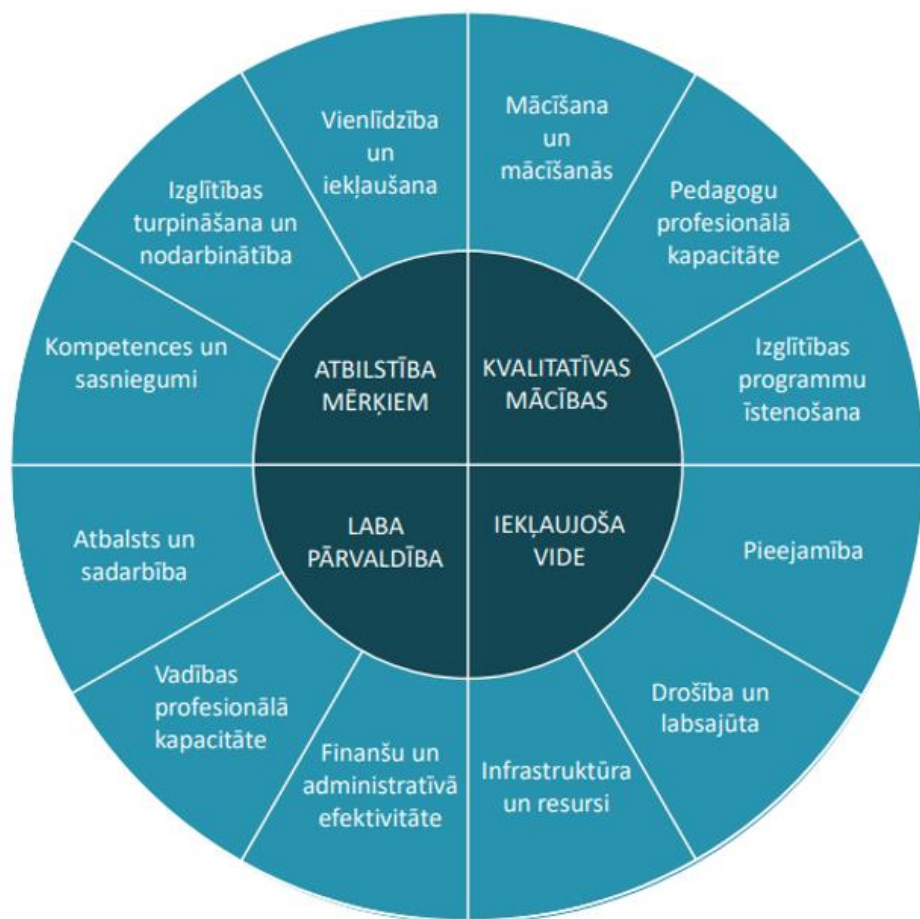 Vienlīdzība
un
iekļaušana
Mācīšana
un
mācīšanās
Izglītības
turpināšana un
nodarbinātība
Pedagogu
profesionālā
kapacitāte
Kompetences un
sasniegumi
Izglītības
programmu
īstenošana
ATBILSTĪBA
MĒRĶIEM
KVALITATĪVAS
MĀCĪBAS
LABA
PĀRVALDĪBA
IEKĻAUJOŠA
VIDE
Atbalsts un
sadarbība
Pieejamība
Vadības
profesionālā
kapacitāte
Drošība un
labsajūta
Finanšu un
administratīvā
efektivitāte
Infrastruktūra
un resursi